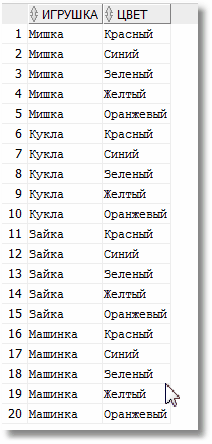 ИГРУШКА ЦВЕТ
1 Мишка Красный
2 Мишка Синий
3 Мишка Зеленый
4 Мишка Желтый
5 Мишка Оранжевый
6 Кукла Красный
7 Кукла Синий
8 Кукла Зеленый
9 Кукла Желтый
10 Кукла Оранжевый
11 Зайка Красный
12 Зайка Синий
13 Зайка Зеленый
14 Зайка Желтый
15 Зайка Оранжевый
16 Машинка Красный
17 Машинка Синий
18 Машинка Зеленый
19 Машинка Желтый
20 Машинка Оранжевый